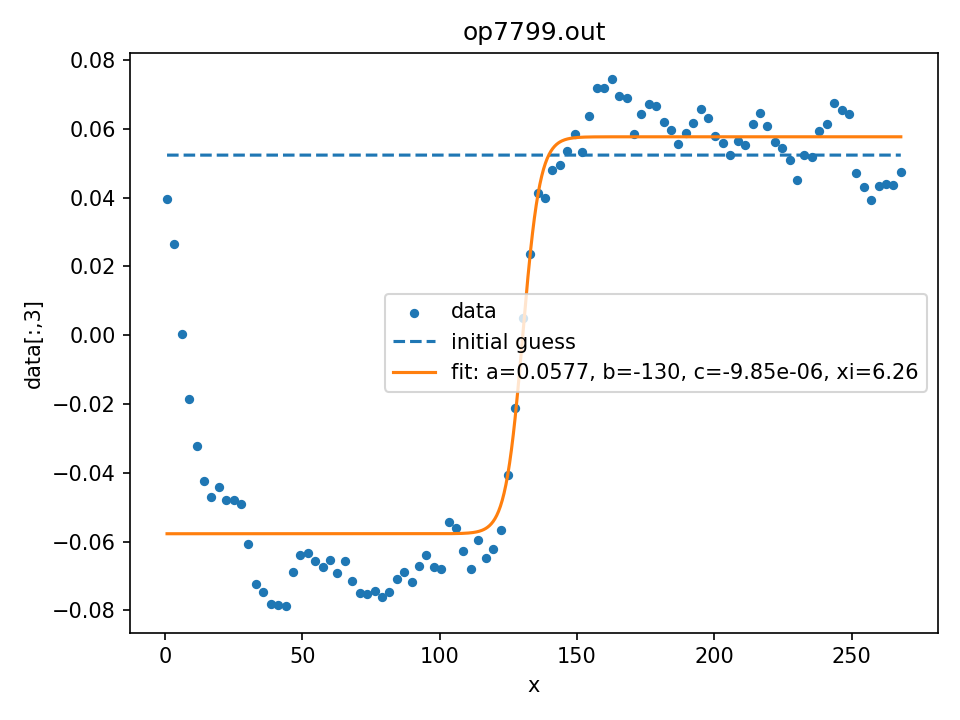 op7799.out
0.08
0.06
0.04
0.02
0.00
−0.02
−0.04
−0.06
−0.08
data[:,3]
data
initial guess
fit: a=0.0577, b=-130, c=-9.85e-06, xi=6.26
0 50 100 150 200 250
x